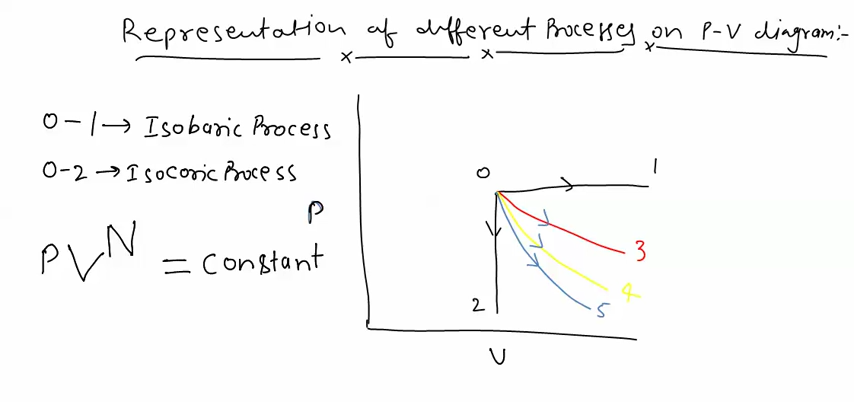 Representation of different Processes on P-V diagram:-
0-1→ Isobaric Process
0-2→ Isocoric Process
P
PV^N = Constant
0
1
2
3
4
5
V